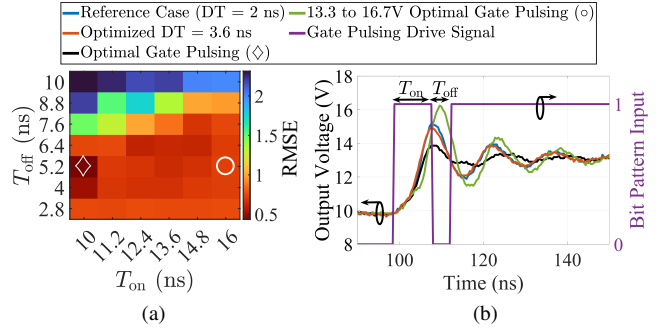 Reference Case (DT = 2 ns)
13.3 to 16.7V Optimal Gate Pulsing (○)
Optimized DT = 3.6 ns
Gate Pulsing Drive Signal
Optimal Gate Pulsing (◇)
T_off (ns)
10
8.8
7.6
6.4
5.2
4
2.8
10
11.2
12.4
13.6
14.8
16
T_on (ns)
2
1.5
1
0.5
RMSE
(a)
Output Voltage (V)
18
16
14
12
10
8
T_on
T_off
100
120
140
Time (ns)
1
0
Bit Pattern Input
(b)